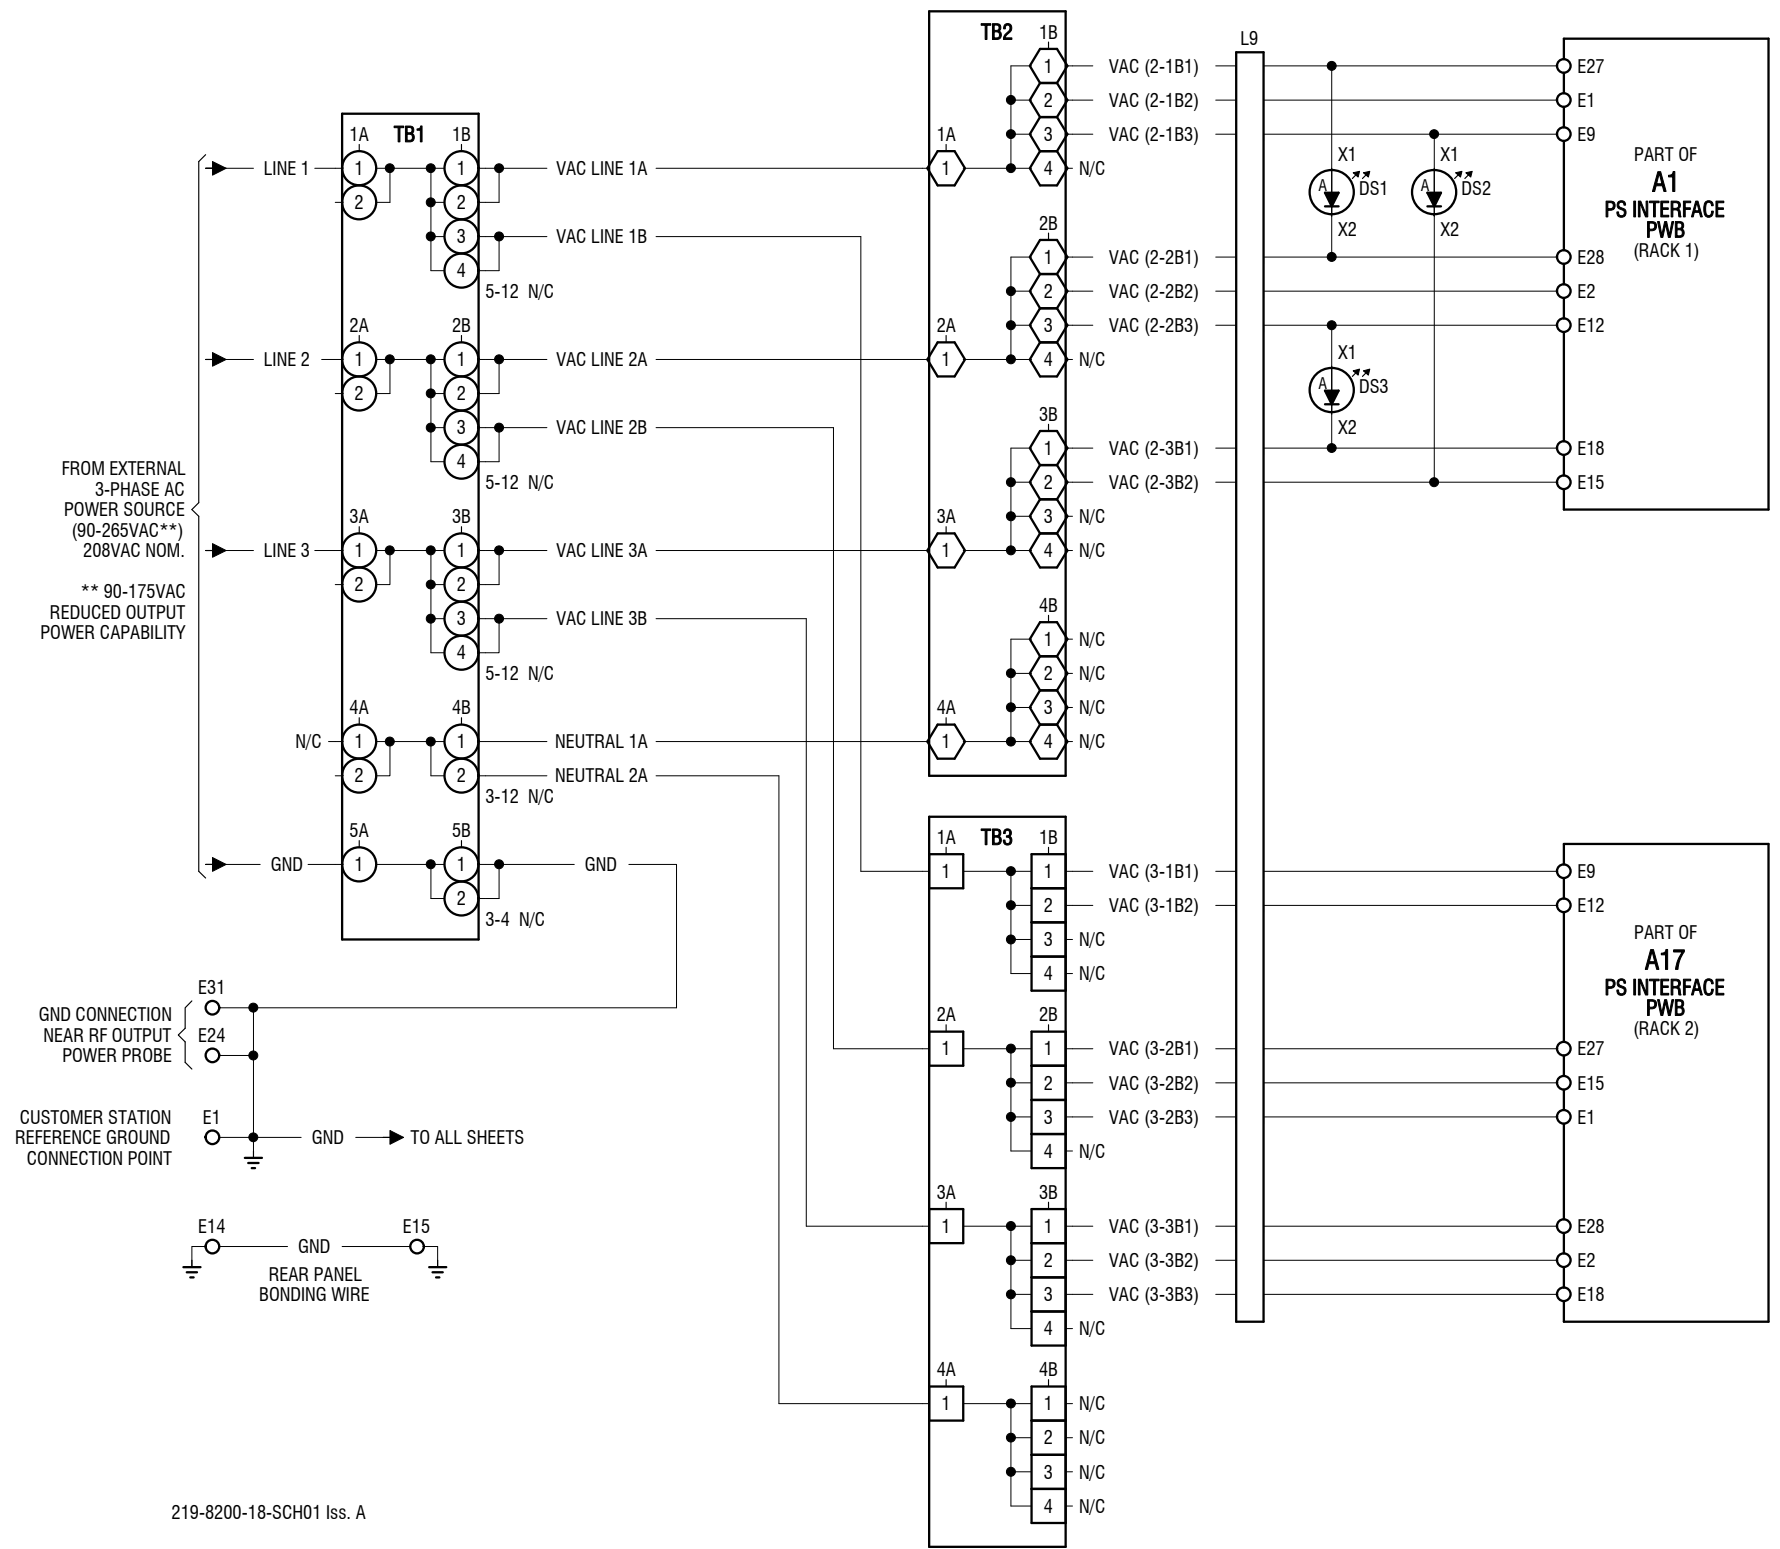 TB1
1A
1B
LINE 1
1
2
1
2
3
4
VAC LINE 1A
VAC LINE 1B
5-12 N/C
2A
2B
LINE 2
1
2
1
2
3
4
VAC LINE 2A
VAC LINE 2B
5-12 N/C
FROM EXTERNAL
3-PHASE AC
POWER SOURCE
(90-265VAC**)
208VAC NOM.
** 90-175VAC
REDUCED OUTPUT
POWER CAPABILITY
3A
3B
LINE 3
1
2
1
2
3
4
VAC LINE 3A
VAC LINE 3B
5-12 N/C
4A
4B
N/C
1
2
1
2
NEUTRAL 1A
NEUTRAL 2A
3-12 N/C
5A
5B
GND
1
1
2
GND
3-4 N/C
GND CONNECTION
NEAR RF OUTPUT
POWER PROBE
E31
E24
CUSTOMER STATION
REFERENCE GROUND
CONNECTION POINT
E1
GND
TO ALL SHEETS
E14
GND
E15
REAR PANEL
BONDING WIRE
219-8200-18-SCH01 Iss. A
TB2
1B
1A
1
1
2
3
4
VAC (2-1B1)
VAC (2-1B2)
VAC (2-1B3)
N/C
2B
2A
1
1
2
3
4
VAC (2-2B1)
VAC (2-2B2)
VAC (2-2B3)
N/C
3B
3A
1
1
2
3
4
VAC (2-3B1)
VAC (2-3B2)
N/C
N/C
4B
4A
1
1
2
3
4
N/C
N/C
N/C
N/C
TB3
1A
1B
1
1
2
3
4
VAC (3-1B1)
VAC (3-1B2)
N/C
N/C
2A
2B
1
1
2
3
4
VAC (3-2B1)
VAC (3-2B2)
VAC (3-2B3)
N/C
3A
3B
1
1
2
3
4
VAC (3-3B1)
VAC (3-3B2)
VAC (3-3B3)
N/C
4A
4B
1
1
2
3
4
N/C
N/C
N/C
N/C
L9
X1
A
DS1
X2
X1
A
DS2
X2
X1
A
DS3
X2
E27
E1
E9
E28
E2
E12
E18
E15
PART OF
A1
PS INTERFACE
PWB
(RACK 1)
E9
E12
E27
E15
E1
E28
E2
E18
PART OF
A17
PS INTERFACE
PWB
(RACK 2)